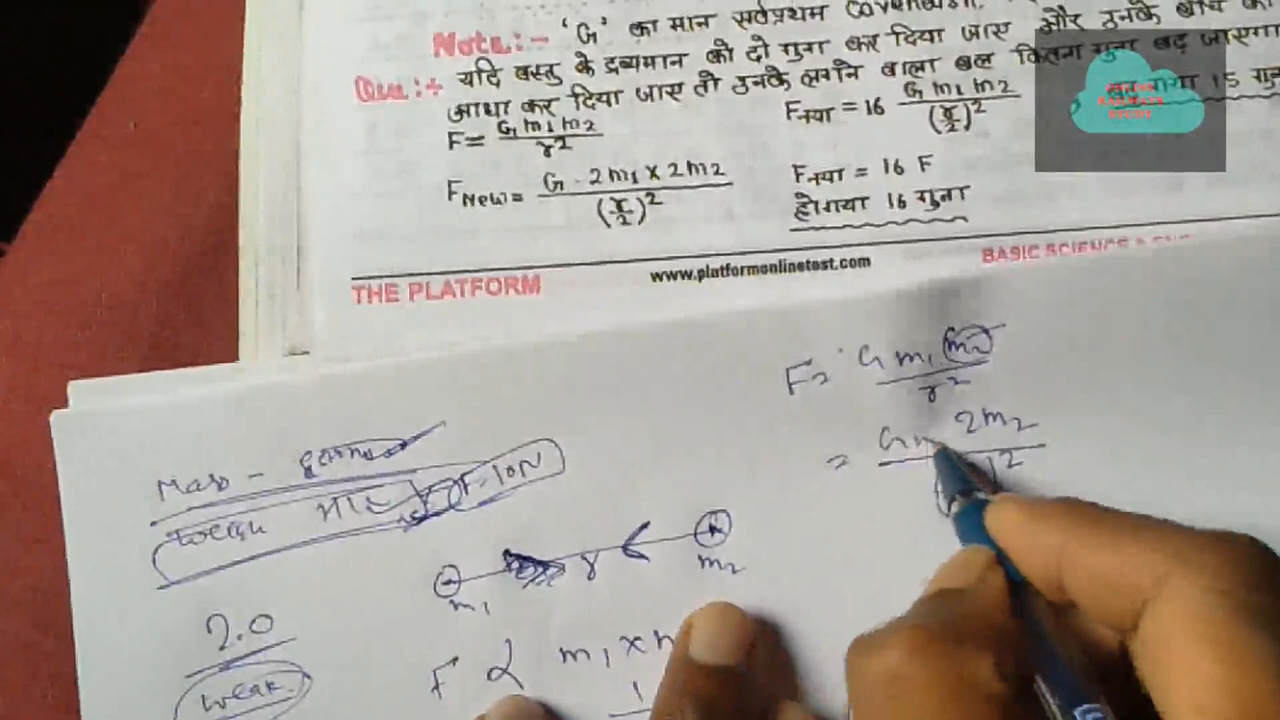 Note:- 'G' का मान सर्वप्रथम
Que:÷ यदि वस्तु के द्रव्यमान को दो गुना कर दिया जाए और उनके बीच की
आधा कर दिया जाए तो उनके लगने वाला बल कितना गुना बढ़ जाएगा
F= G m1 m2 / r²
Fनया = 16 G m1 m2 / (r/2)²
15 गुना
FNew= G . 2m1 × 2m2 / (r/2)²
Fनया = 16 F
होगया 16 गुना
THE PLATFORM
www.platformonlinetest.com
BASIC SCIENCE &
F= G m1 m2 / r²
= G 2m2
Mass -
F=10N
m1 r m2
2.0
weak
F α m1 ×
1